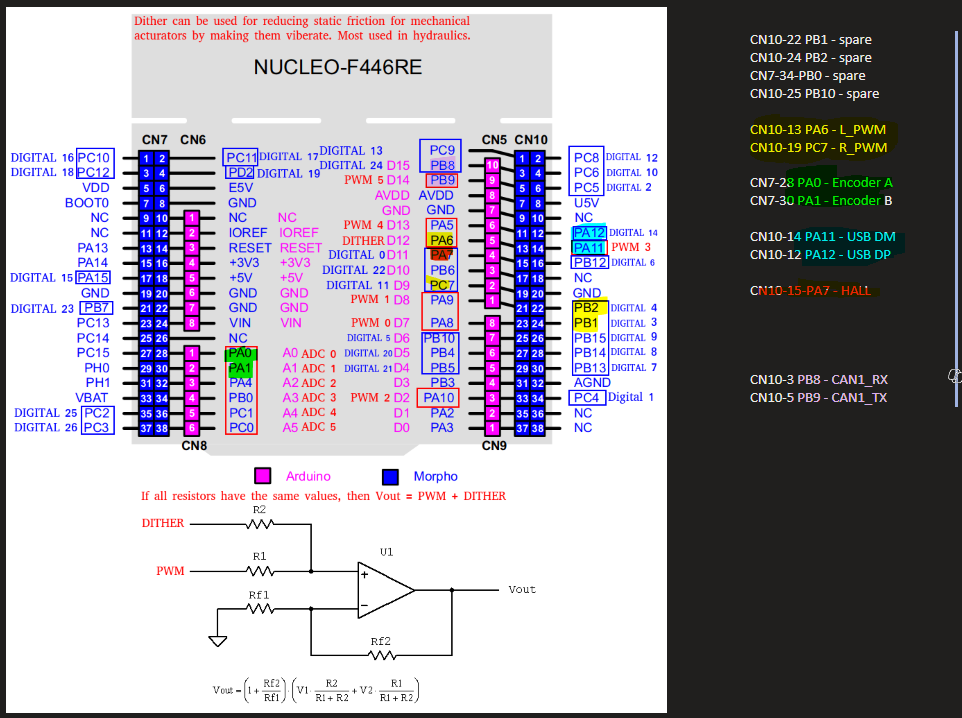 Dither can be used for reducing static friction for mechanical
acturators by making them viberate. Most used in hydraulics.
NUCLEO-F446RE
CN7 CN6 CN5 CN10
DIGITAL 16 PC10 1 2 PC11 DIGITAL 17 DIGITAL 13 PC9 1 2 PC8 DIGITAL 12
DIGITAL 18 PC12 3 4 PD2 DIGITAL 19 DIGITAL 24 D15 PB8 10 3 4 PC6 DIGITAL 10
VDD 5 6 E5V PWM 5 D14 PB9 9 5 6 PC5 DIGITAL 2
BOOT0 7 8 GND AVDD AVDD 8 7 8 U5V
NC 9 10 1 NC NC GND GND 7 9 10 NC
NC 11 12 2 IOREF IOREF PWM 4 D13 PA5 6 11 12 PA12 DIGITAL 14
PA13 13 14 3 RESET RESET DITHER D12 PA6 5 13 14 PA11 PWM 3
PA14 15 16 4 +3V3 +3V3 DIGITAL 0 D11 PA7 4 15 16 PB12 DIGITAL 6
DIGITAL 15 PA15 17 18 5 +5V +5V DIGITAL 22 D10 PB6 3 17 18 NC
GND 19 20 6 GND GND DIGITAL 11 D9 PC7 2 19 20 GND
DIGITAL 23 PB7 21 22 7 GND GND PWM 1 D8 PA9 1 21 22 PB2 DIGITAL 4
PC13 23 24 8 VIN VIN PWM 0 D7 PA8 8 23 24 PB1 DIGITAL 3
PC14 25 26 NC DIGITAL 5 D6 PB10 7 25 26 PB15 DIGITAL 9
PC15 27 28 1 PA0 A0 ADC 0 DIGITAL 20 D5 PB4 6 27 28 PB14 DIGITAL 8
PH0 29 30 2 PA1 A1 ADC 1 DIGITAL 21 D4 PB5 5 29 30 PB13 DIGITAL 7
PH1 31 32 3 PA4 A2 ADC 2 D3 PB3 4 31 32 AGND
VBAT 33 34 4 PB0 A3 ADC 3 PWM 2 D2 PA10 3 33 34 PC4 Digital 1
DIGITAL 25 PC2 35 36 5 PC1 A4 ADC 4 D1 PA2 2 35 36 NC
DIGITAL 26 PC3 37 38 6 PC0 A5 ADC 5 D0 PA3 1 37 38 NC
CN8 CN9
Arduino Morpho
If all resistors have the same values, then Vout = PWM + DITHER
R2
DITHER
U1
R1
PWM
+
Vout
Rf1
−
Rf2
Vout = (1 + Rf2/Rf1) · (V1 · R2/(R1 + R2) + V2 · R1/(R1 + R2))
CN10-22 PB1 - spare
CN10-24 PB2 - spare
CN7-34-PB0 - spare
CN10-25 PB10 - spare
CN10-13 PA6 - L_PWM
CN10-19 PC7 - R_PWM
CN7-28 PA0 - Encoder A
CN7-30 PA1 - Encoder B
CN10-14 PA11 - USB DM
CN10-12 PA12 - USB DP
CN10-15-PA7 - HALL
CN10-3 PB8 - CAN1_RX
CN10-5 PB9 - CAN1_TX